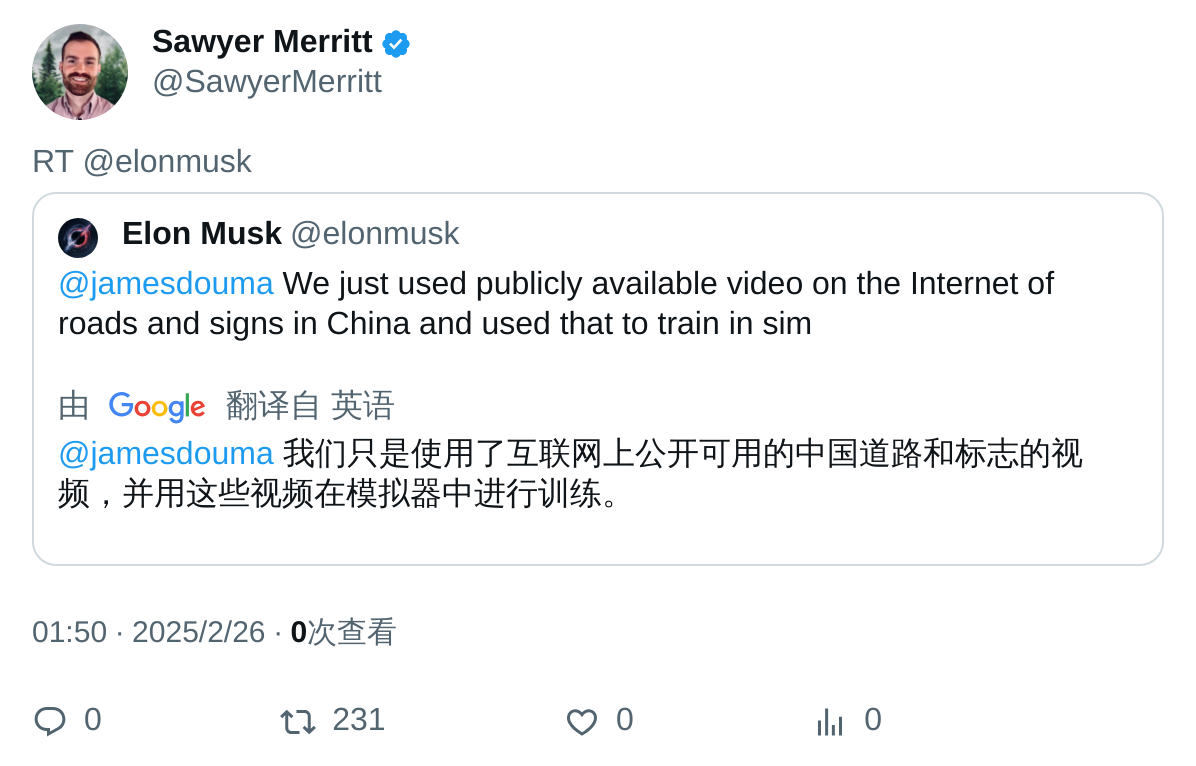 Sawyer Merritt
@SawyerMerritt
RT @elonmusk
Elon Musk @elonmusk
@jamesdouma We just used publicly available video on the Internet of
roads and signs in China and used that to train in sim
由 Google 翻译自 英语
@jamesdouma 我们只是使用了互联网上公开可用的中国道路和标志的视
频，并用这些视频在模拟器中进行训练。
01:50 · 2025/2/26 · 0次查看
0 231 0 0